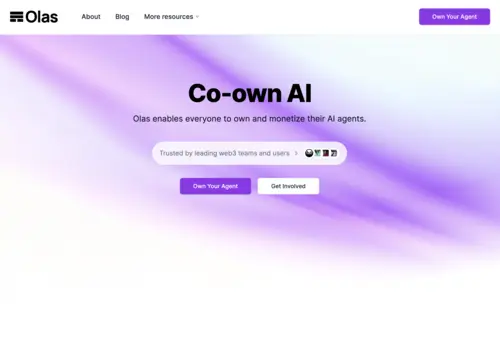 Olas
About
Blog
More resources
Own Your Agent
Co-own AI
Olas enables everyone to own and monetize their AI agents.
Trusted by leading web3 teams and users
Own Your Agent
Get Involved